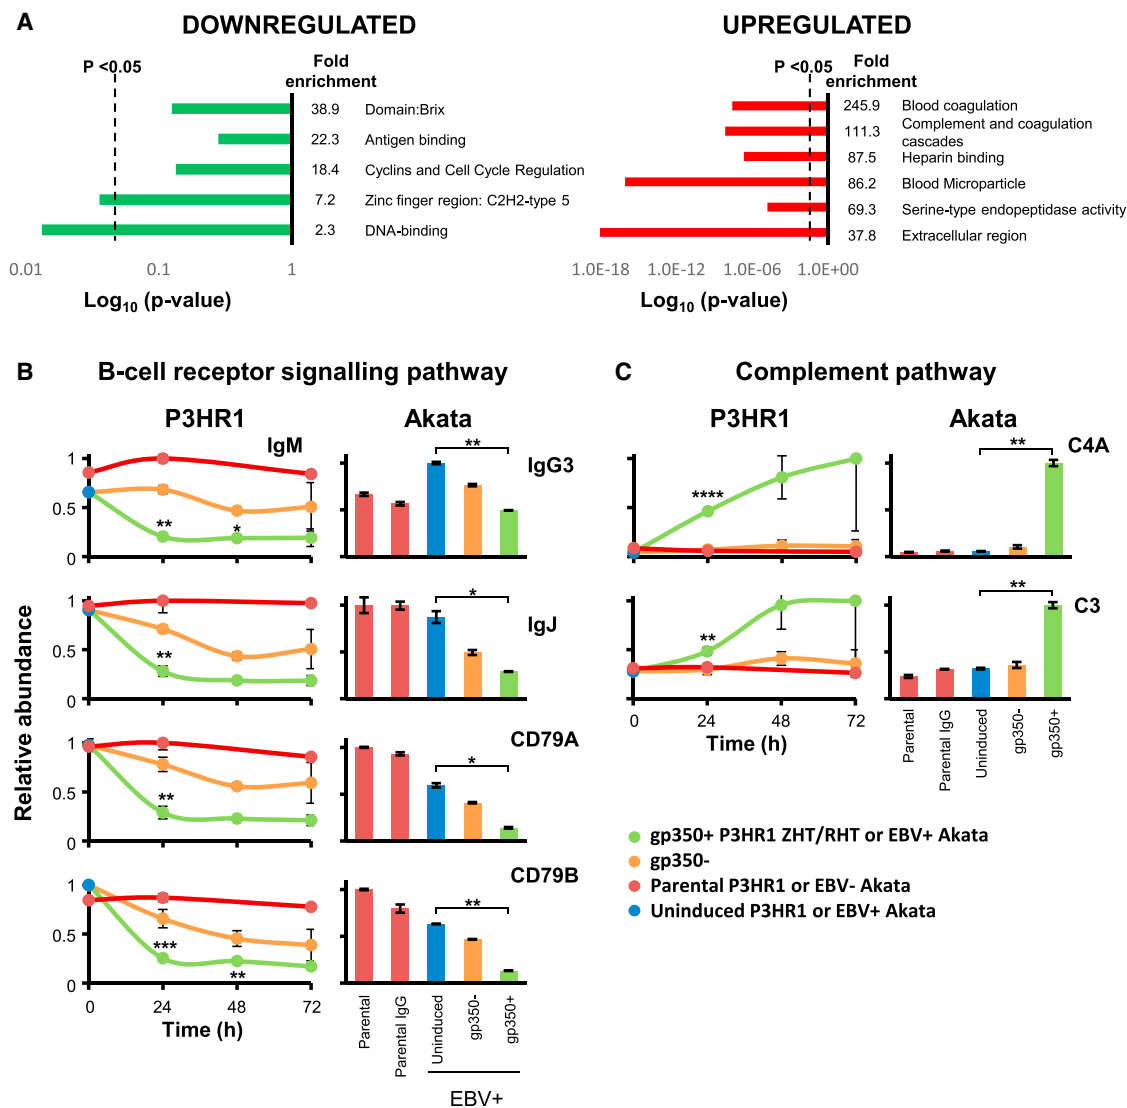 A
DOWNREGULATED
UPREGULATED
P <0.05
Fold
enrichment
38.9 Domain:Brix
22.3 Antigen binding
18.4 Cyclins and Cell Cycle Regulation
7.2 Zinc finger region: C2H2-type 5
2.3 DNA-binding
0.01 0.1 1
Log10 (p-value)
P <0.05
Fold
enrichment
245.9 Blood coagulation
111.3 Complement and coagulation
cascades
87.5 Heparin binding
86.2 Blood Microparticle
69.3 Serine-type endopeptidase activity
37.8 Extracellular region
1.0E-18 1.0E-12 1.0E-06 1.0E+00
Log10 (p-value)
B
B-cell receptor signalling pathway
P3HR1
Akata
Relative abundance
IgM
1
0.5
0
**
*
**
IgG3
1
0.5
0
**
*
IgJ
1
0.5
0
**
*
CD79A
1
0.5
0
***
**
**
CD79B
0 24 48 72
Time (h)
Parental
Parental IgG
Uninduced
gp350-
gp350+
EBV+
C
Complement pathway
P3HR1
Akata
1
0.5
0
****
**
C4A
1
0.5
0
**
**
C3
0 24 48 72
Time (h)
Parental
Parental IgG
Uninduced
gp350-
gp350+
gp350+ P3HR1 ZHT/RHT or EBV+ Akata
gp350-
Parental P3HR1 or EBV- Akata
Uninduced P3HR1 or EBV+ Akata